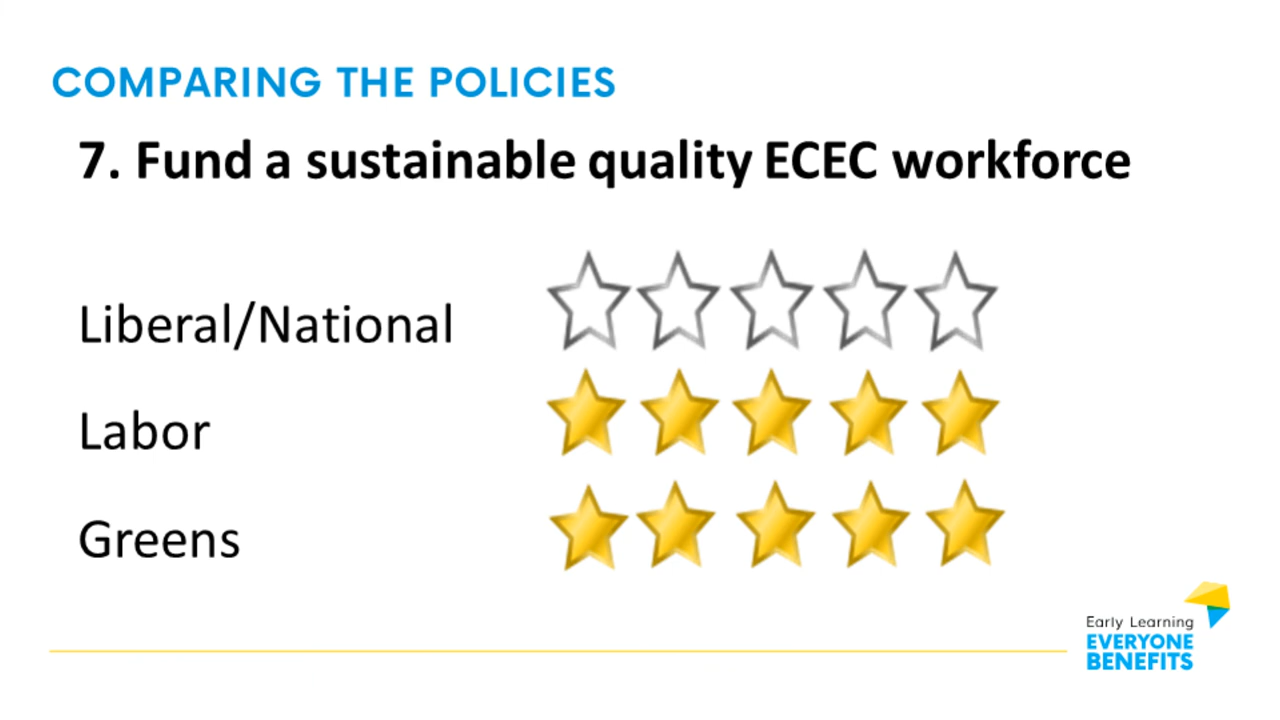 COMPARING THE POLICIES
7. Fund a sustainable quality ECEC workforce
Liberal/National
Labor
Greens
Early Learning
EVERYONE
BENEFITS